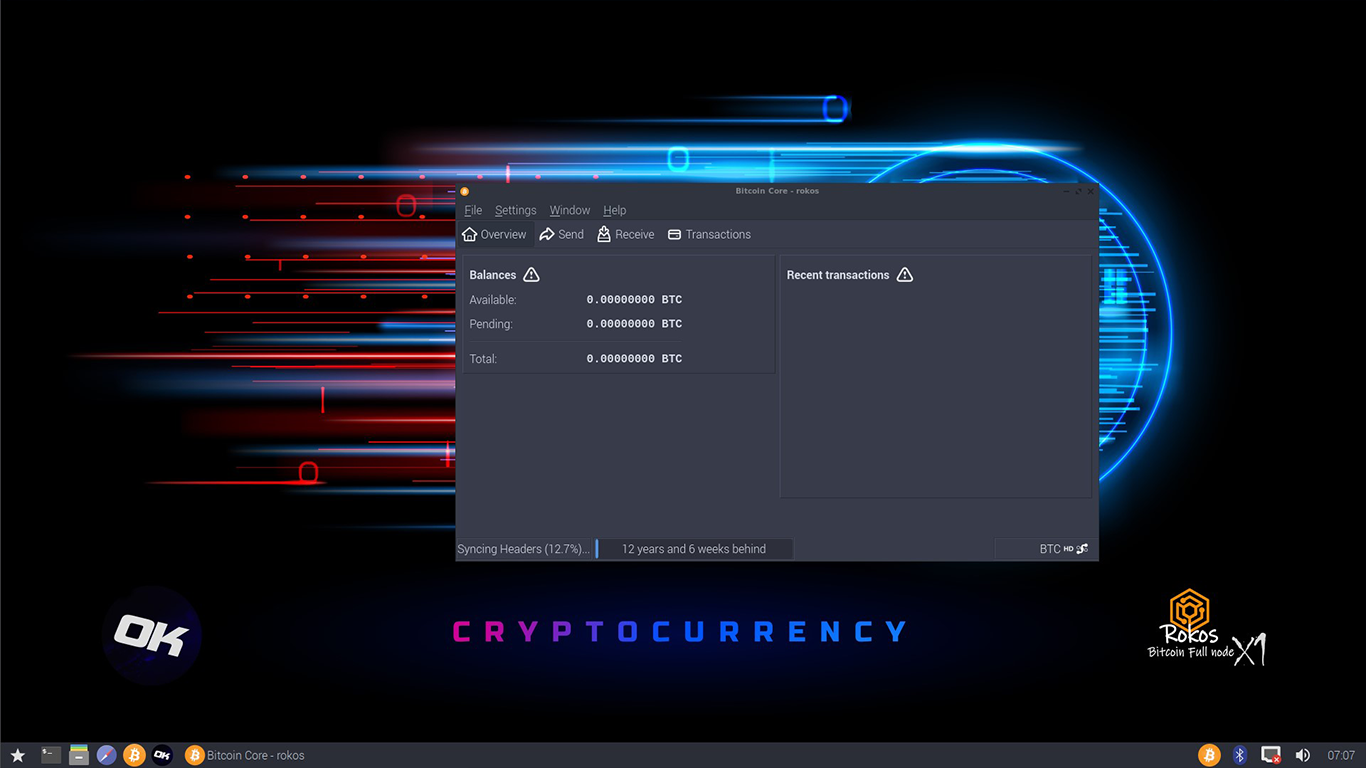 Bitcoin Core - rokos
File Settings Window Help
Overview Send Receive Transactions
Balances
Available: 0.00000000 BTC
Pending: 0.00000000 BTC
Total: 0.00000000 BTC
Recent transactions
Syncing Headers (12.7%)... 12 years and 6 weeks behind BTC HD
OK
CRYPTOCURRENCY
Rokos
Bitcoin Full node X1
OK Bitcoin Core - rokos 07:07